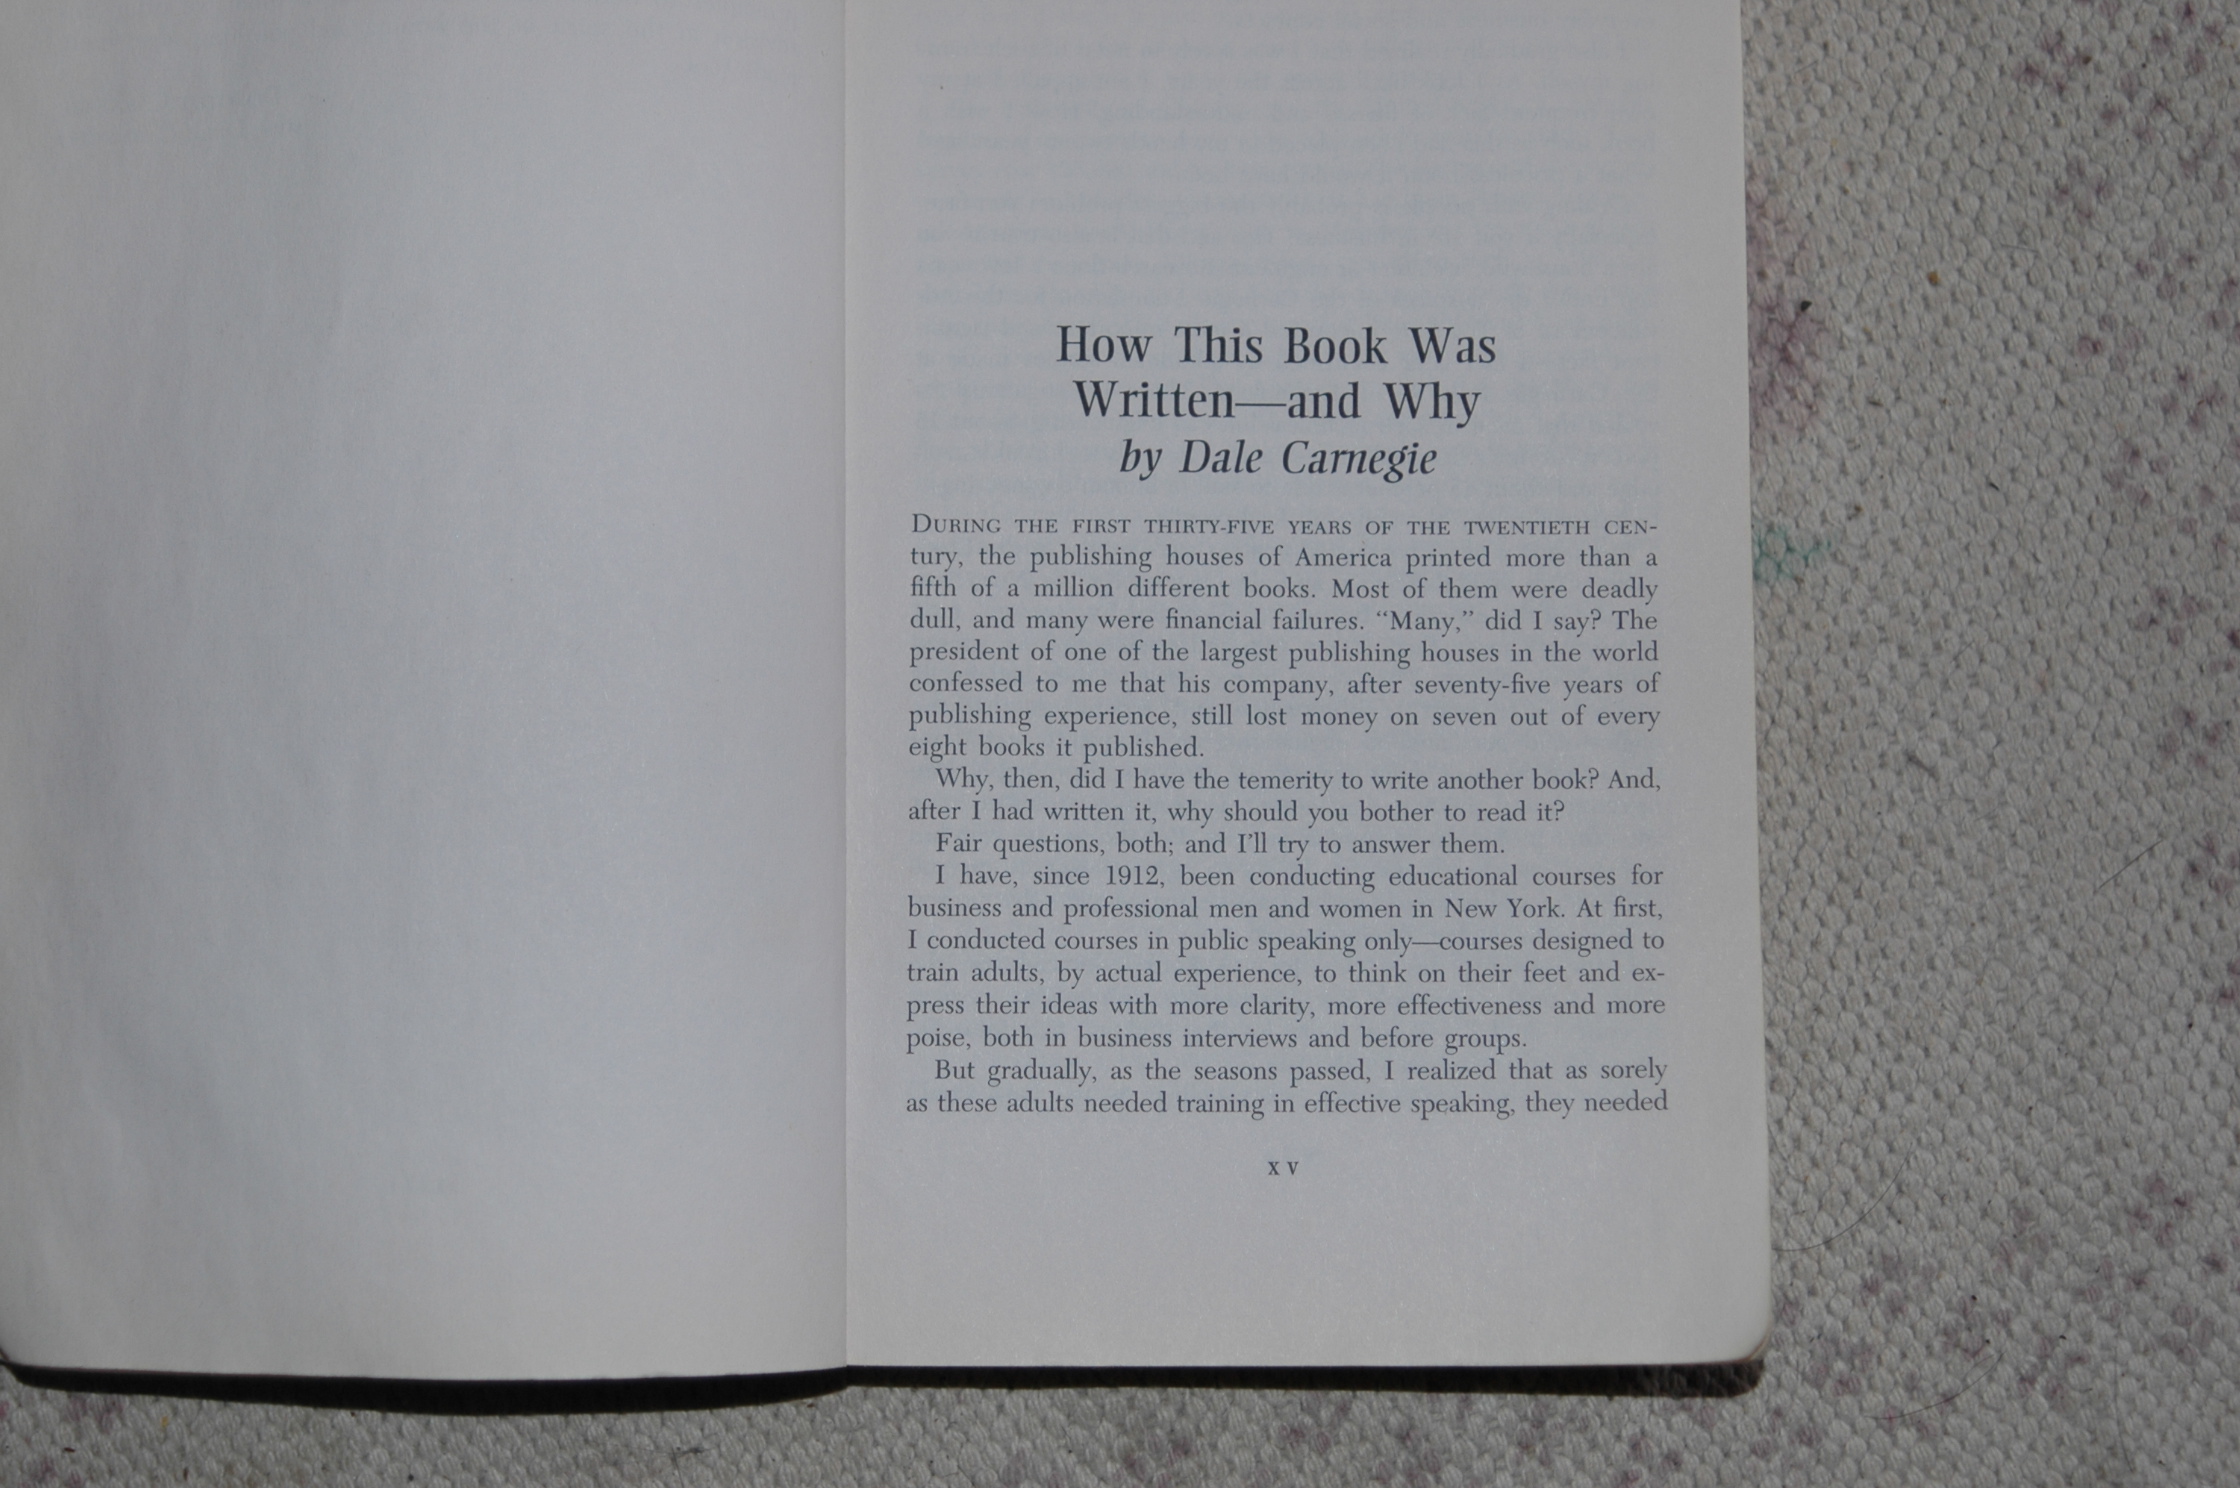 How This Book Was
Written—and Why
by Dale Carnegie
DURING THE FIRST THIRTY-FIVE YEARS OF THE TWENTIETH CEN-
tury, the publishing houses of America printed more than a
fifth of a million different books. Most of them were deadly
dull, and many were financial failures. “Many,” did I say? The
president of one of the largest publishing houses in the world
confessed to me that his company, after seventy-five years of
publishing experience, still lost money on seven out of every
eight books it published.
Why, then, did I have the temerity to write another book? And,
after I had written it, why should you bother to read it?
Fair questions, both; and I’ll try to answer them.
I have, since 1912, been conducting educational courses for
business and professional men and women in New York. At first,
I conducted courses in public speaking only—courses designed to
train adults, by actual experience, to think on their feet and ex-
press their ideas with more clarity, more effectiveness and more
poise, both in business interviews and before groups.
But gradually, as the seasons passed, I realized that as sorely
as these adults needed training in effective speaking, they needed
xv